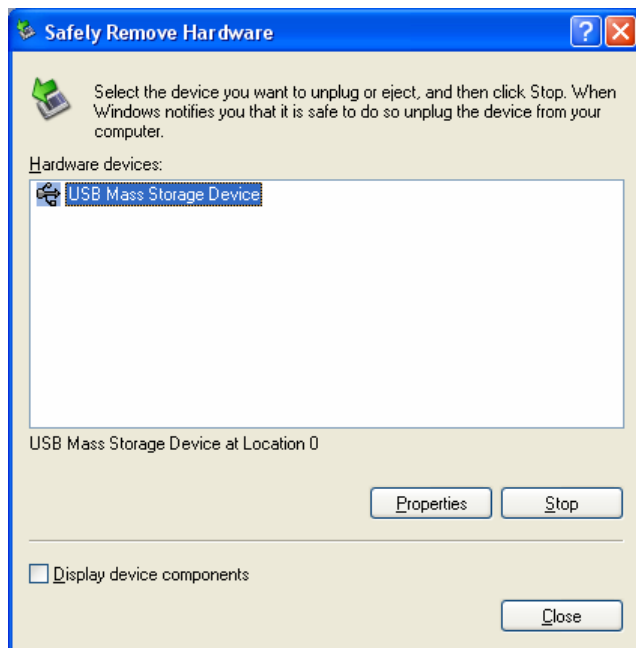 Safely Remove Hardware
Select the device you want to unplug or eject, and then click Stop. When
Windows notifies you that it is safe to do so unplug the device from your
computer.
Hardware devices:
USB Mass Storage Device
USB Mass Storage Device at Location 0
Properties Stop
Display device components
Close